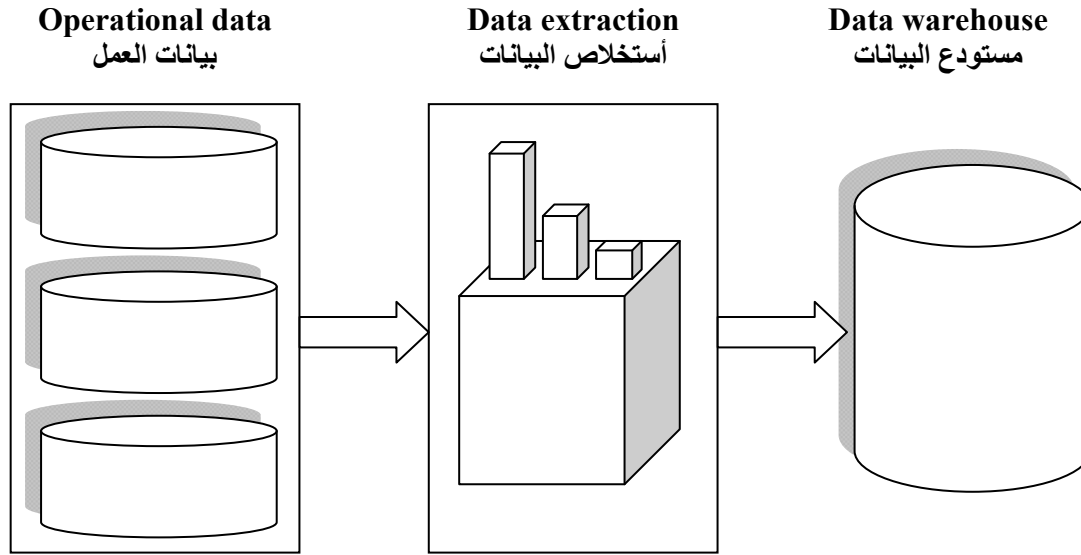 Operational data
بيانات العمل
Data extraction
أستخلاص البيانات
Data warehouse
مستودع البيانات